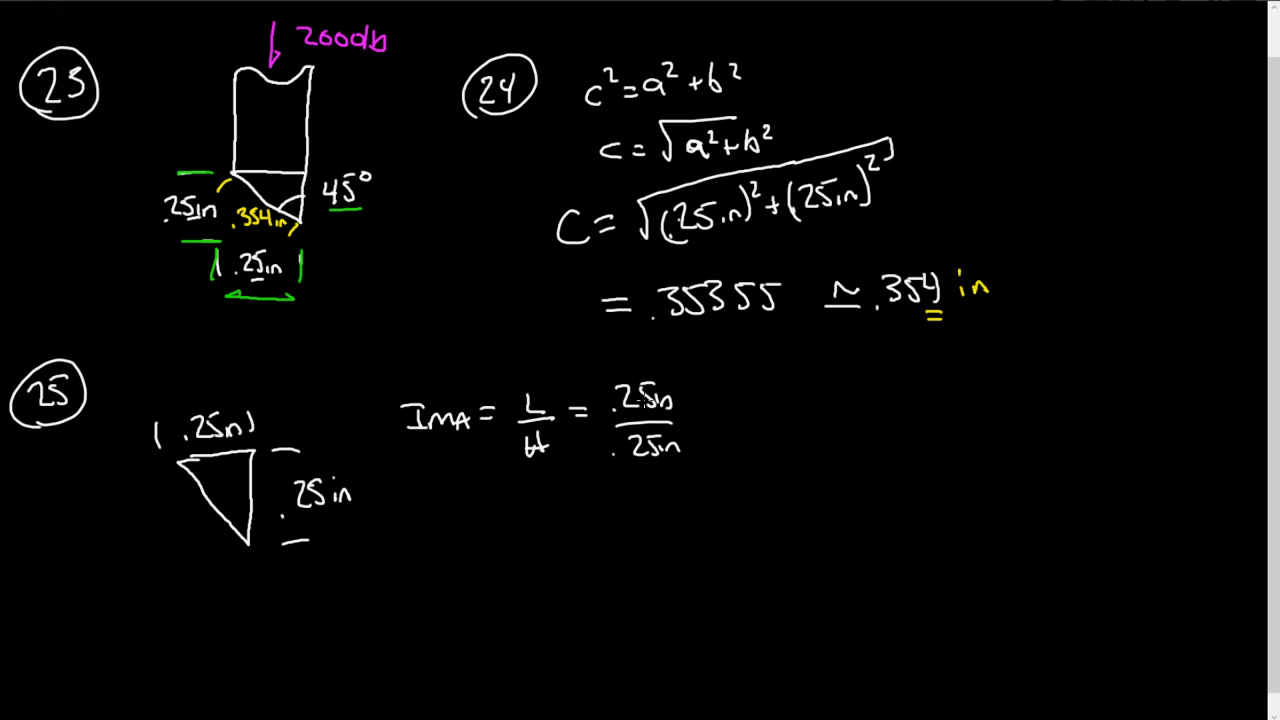 23
2000lb
.25in
.354in
45°
.25in
24
c² = a² + b²
c = √a² + b²
C = √(.25in)² + (.25in)²
= .35355 ≃ .354 in
25
.25in
.25in
IMA = L/H = .25in/.25in